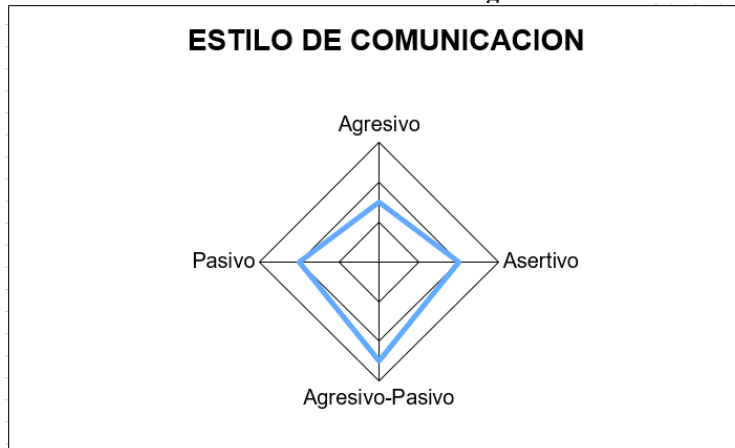 ESTILO DE COMUNICACION
Agresivo
Pasivo
Asertivo
Agresivo-Pasivo